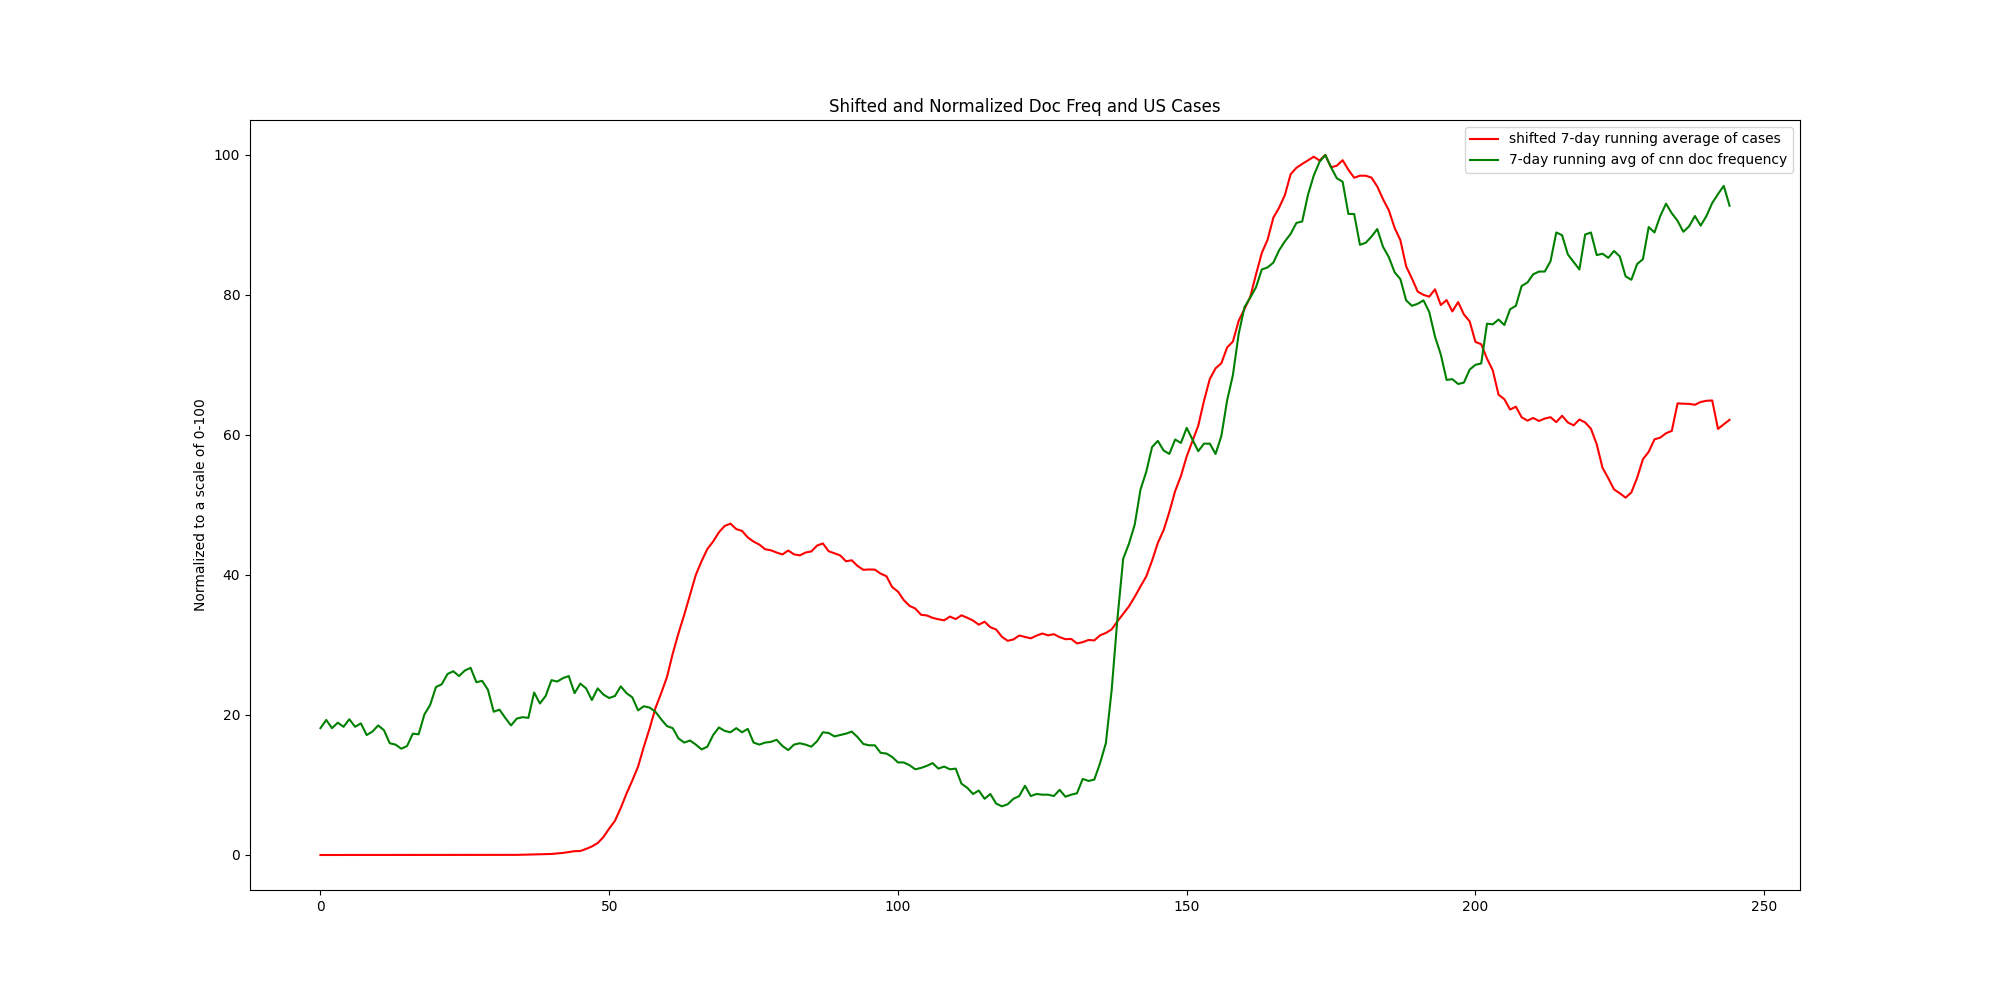 Shifted and Normalized Doc Freq and US Cases
shifted 7-day running average of cases
7-day running avg of cnn doc frequency
Normalized to a scale of 0-100
100
80
60
40
20
0
0 50 100 150 200 250